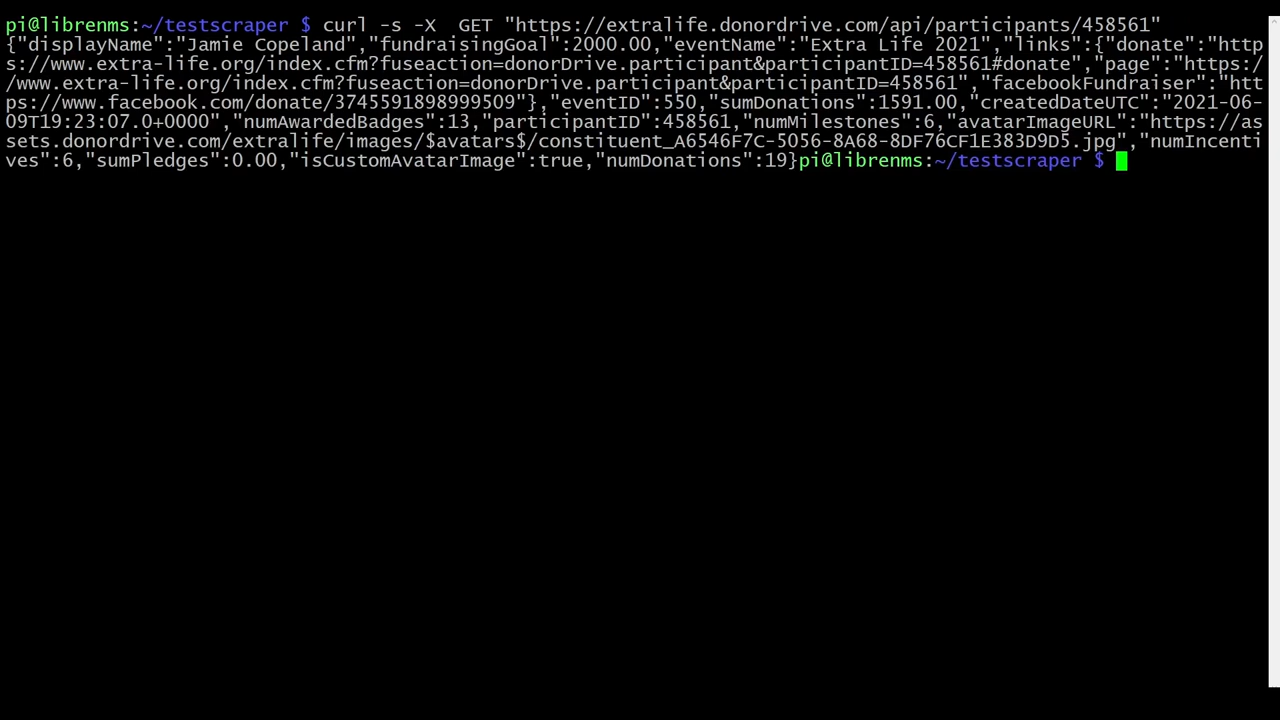 pi@librenms:~/testscraper $ curl -s -X  GET "https://extralife.donordrive.com/api/participants/458561"
{"displayName":"Jamie Copeland","fundraisingGoal":2000.00,"eventName":"Extra Life 2021","links":{"donate":"http
s://www.extra-life.org/index.cfm?fuseaction=donorDrive.participant&participantID=458561#donate","page":"https:/
/www.extra-life.org/index.cfm?fuseaction=donorDrive.participant&participantID=458561","facebookFundraiser":"htt
ps://www.facebook.com/donate/3745591898999509"},"eventID":550,"sumDonations":1591.00,"createdDateUTC":"2021-06-
09T19:23:07.0+0000","numAwardedBadges":13,"participantID":458561,"numMilestones":6,"avatarImageURL":"https://as
sets.donordrive.com/extralife/images/$avatars$/constituent_A6546F7C-5056-8A68-8DF76CF1E383D9D5.jpg","numIncenti
ves":6,"sumPledges":0.00,"isCustomAvatarImage":true,"numDonations":19}pi@librenms:~/testscraper $